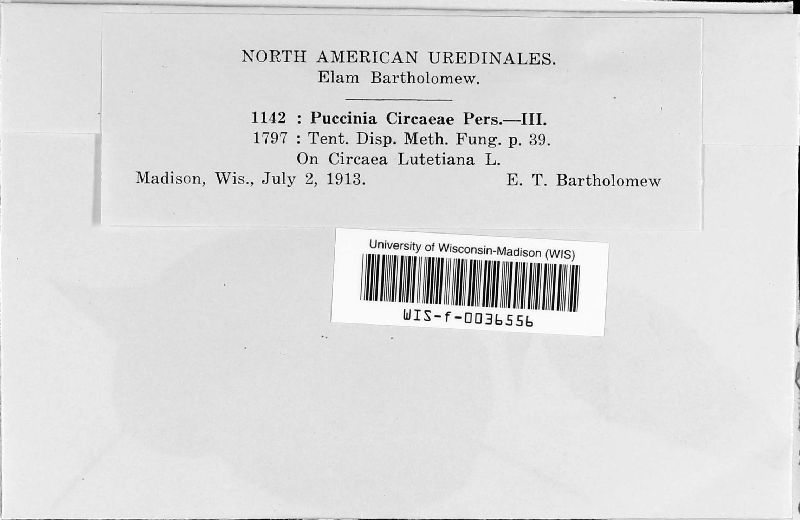 NORTH AMERICAN UREDINALES.
Elam Bartholomew.
1142 : Puccinia Circaeae Pers.—III.
1797 : Tent. Disp. Meth. Fung. p. 39.
On Circaea Lutetiana L.
Madison, Wis., July 2, 1913. E. T. Bartholomew
University of Wisconsin-Madison (WIS)
WIS-f-0036556